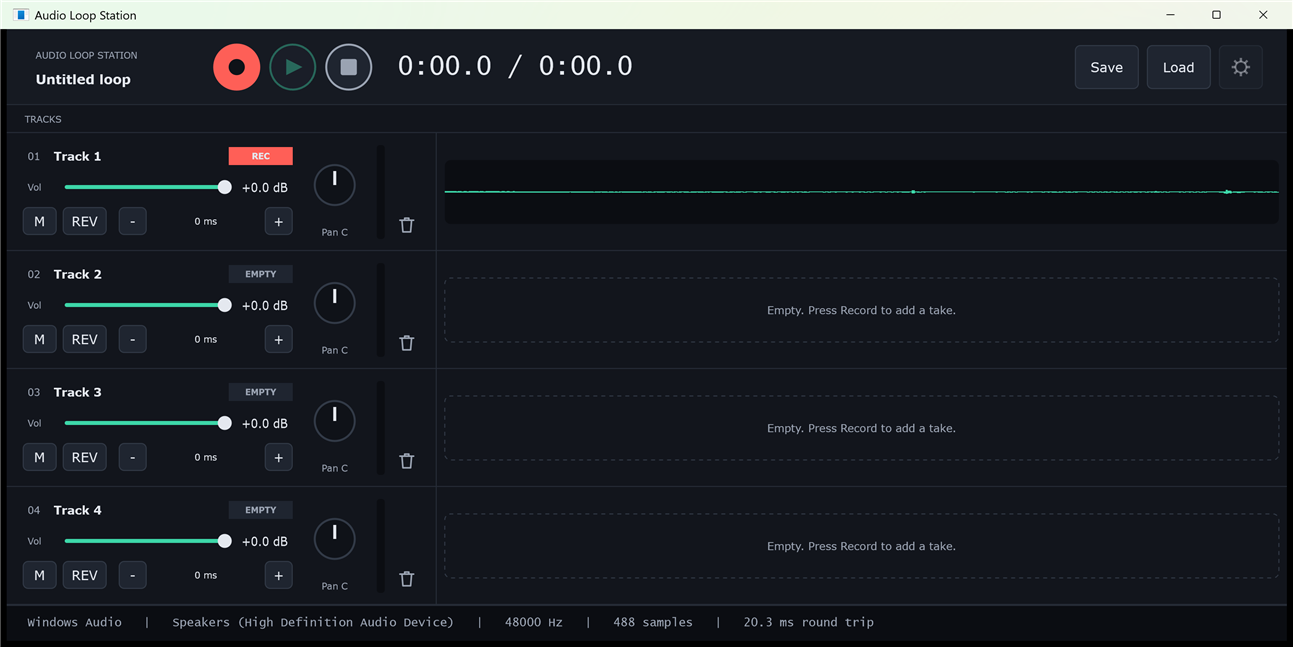 Audio Loop Station
AUDIO LOOP STATION
Untitled loop
0:00.0 / 0:00.0
Save
Load
TRACKS
01 Track 1 REC
Vol +0.0 dB
M REV - 0 ms +
Pan C
02 Track 2 EMPTY
Vol +0.0 dB
M REV - 0 ms +
Pan C
Empty. Press Record to add a take.
03 Track 3 EMPTY
Vol +0.0 dB
M REV - 0 ms +
Pan C
Empty. Press Record to add a take.
04 Track 4 EMPTY
Vol +0.0 dB
M REV - 0 ms +
Pan C
Empty. Press Record to add a take.
Windows Audio | Speakers (High Definition Audio Device) | 48000 Hz | 488 samples | 20.3 ms round trip